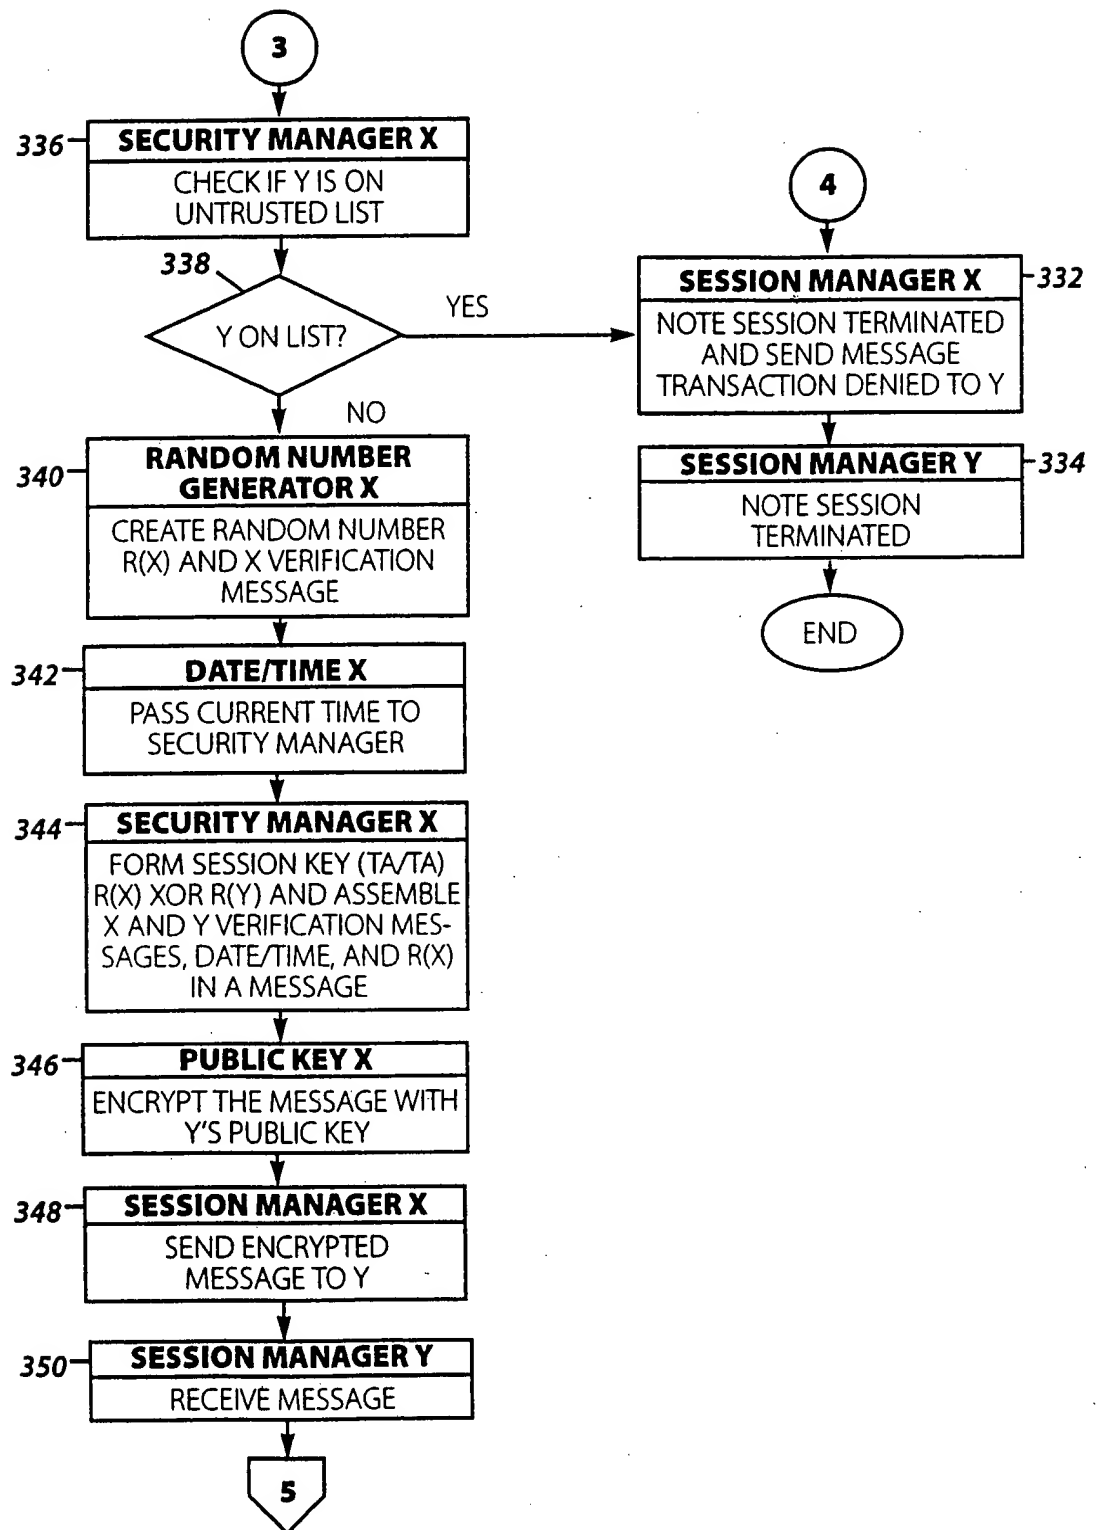 3
336
SECURITY MANAGER X
CHECK IF Y IS ON
UNTRUSTED LIST
338
Y ON LIST?
YES
NO
340
RANDOM NUMBER
GENERATOR X
CREATE RANDOM NUMBER
R(X) AND X VERIFICATION
MESSAGE
342
DATE/TIME X
PASS CURRENT TIME TO
SECURITY MANAGER
344
SECURITY MANAGER X
FORM SESSION KEY (TA/TA)
R(X) XOR R(Y) AND ASSEMBLE
X AND Y VERIFICATION MES-
SAGES, DATE/TIME, AND R(X)
IN A MESSAGE
346
PUBLIC KEY X
ENCRYPT THE MESSAGE WITH
Y'S PUBLIC KEY
348
SESSION MANAGER X
SEND ENCRYPTED
MESSAGE TO Y
350
SESSION MANAGER Y
RECEIVE MESSAGE
5
4
SESSION MANAGER X
332
NOTE SESSION TERMINATED
AND SEND MESSAGE
TRANSACTION DENIED TO Y
SESSION MANAGER Y
334
NOTE SESSION
TERMINATED
END